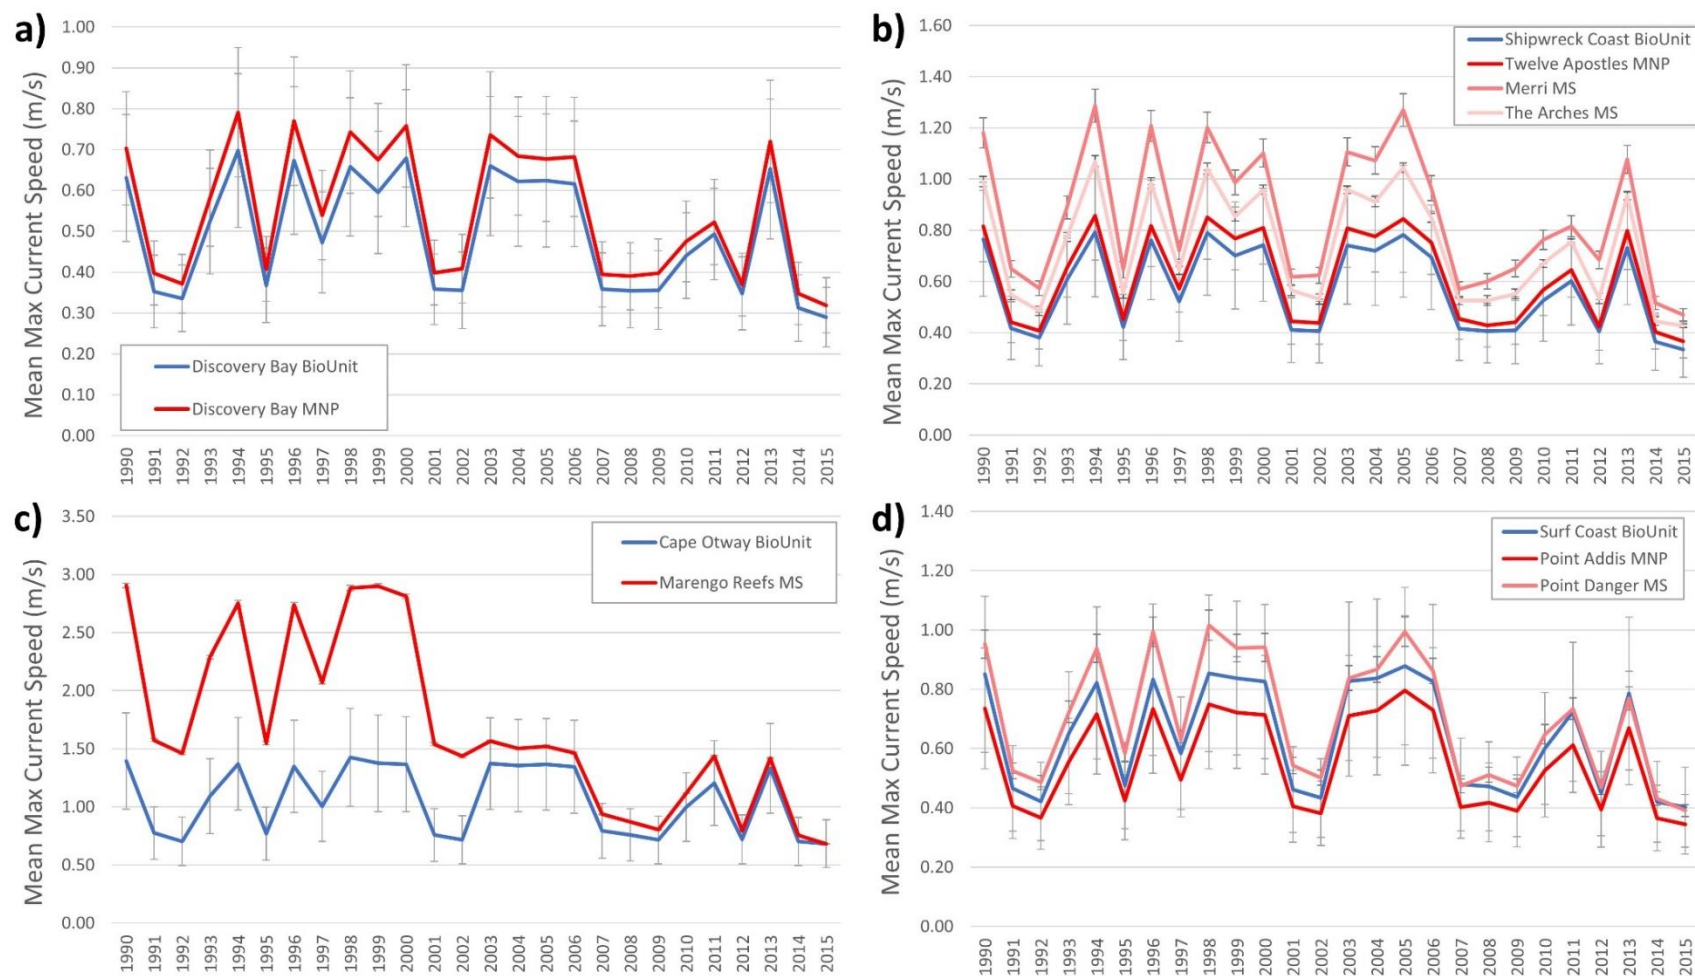 a)
Mean Max Current Speed (m/s)
1.00
0.90
0.80
0.70
0.60
0.50
0.40
0.30
0.20
0.10
0.00
Discovery Bay BioUnit
Discovery Bay MNP
1990 1991 1992 1993 1994 1995 1996 1997 1998 1999 2000 2001 2002 2003 2004 2005 2006 2007 2008 2009 2010 2011 2012 2013 2014 2015
b)
Mean Max Current Speed (m/s)
1.60
1.40
1.20
1.00
0.80
0.60
0.40
0.20
0.00
Shipwreck Coast BioUnit
Twelve Apostles MNP
Merri MS
The Arches MS
1990 1991 1992 1993 1994 1995 1996 1997 1998 1999 2000 2001 2002 2003 2004 2005 2006 2007 2008 2009 2010 2011 2012 2013 2014 2015
c)
Mean Max Current Speed (m/s)
3.50
3.00
2.50
2.00
1.50
1.00
0.50
0.00
Cape Otway BioUnit
Marengo Reefs MS
1990 1991 1992 1993 1994 1995 1996 1997 1998 1999 2000 2001 2002 2003 2004 2005 2006 2007 2008 2009 2010 2011 2012 2013 2014 2015
d)
Mean Max Current Speed (m/s)
1.40
1.20
1.00
0.80
0.60
0.40
0.20
0.00
Surf Coast BioUnit
Point Addis MNP
Point Danger MS
1990 1991 1992 1993 1994 1995 1996 1997 1998 1999 2000 2001 2002 2003 2004 2005 2006 2007 2008 2009 2010 2011 2012 2013 2014 2015